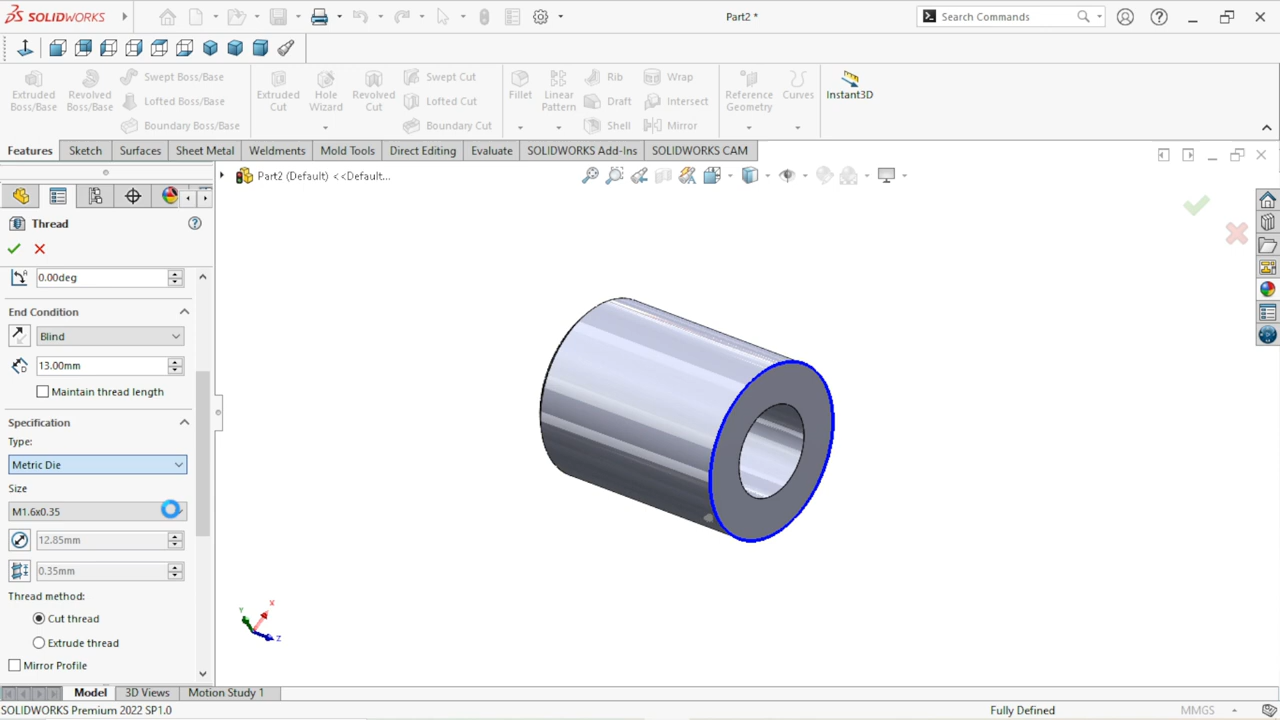 SOLIDWORKS
Part2 *
Search Commands
Extruded Boss/Base
Revolved Boss/Base
Swept Boss/Base
Lofted Boss/Base
Boundary Boss/Base
Extruded Cut
Hole Wizard
Revolved Cut
Swept Cut
Lofted Cut
Boundary Cut
Fillet
Linear Pattern
Rib
Draft
Shell
Wrap
Intersect
Mirror
Reference Geometry
Curves
Instant3D
Features
Sketch
Surfaces
Sheet Metal
Weldments
Mold Tools
Direct Editing
Evaluate
SOLIDWORKS Add-Ins
SOLIDWORKS CAM
Part2 (Default) <<Default...
Thread
0.00deg
End Condition
Blind
13.00mm
Maintain thread length
Specification
Type:
Metric Die
Size
M1.6x0.35
12.85mm
0.35mm
Thread method:
Cut thread
Extrude thread
Mirror Profile
Y
X
Z
Model
3D Views
Motion Study 1
SOLIDWORKS Premium 2022 SP1.0
Fully Defined
MMGS